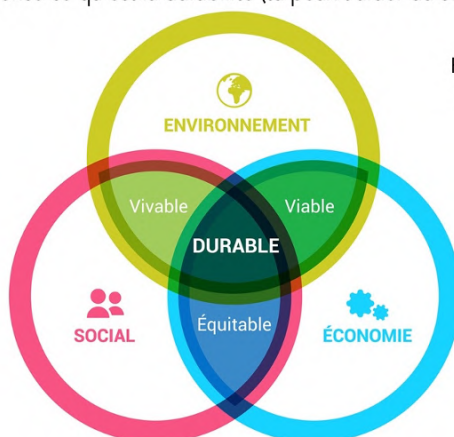 ENVIRONNEMENT
Vivable
Viable
DURABLE
SOCIAL
Équitable
ÉCONOMIE